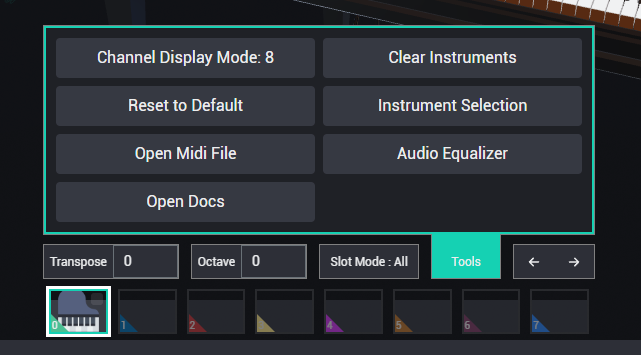 Channel Display Mode: 8
Clear Instruments
Reset to Default
Instrument Selection
Open Midi File
Audio Equalizer
Open Docs
Transpose 0 Octave 0 Slot Mode : All Tools ← →
0 1 2 4 5 6 7